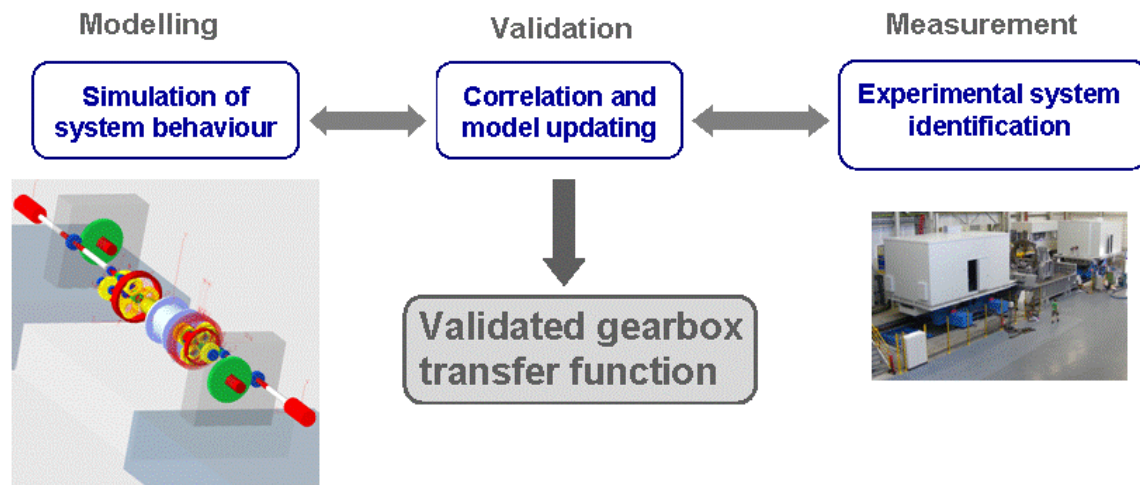 Modelling
Validation
Measurement
Simulation of
system behaviour
Correlation and
model updating
Experimental system
identification
Validated gearbox
transfer function